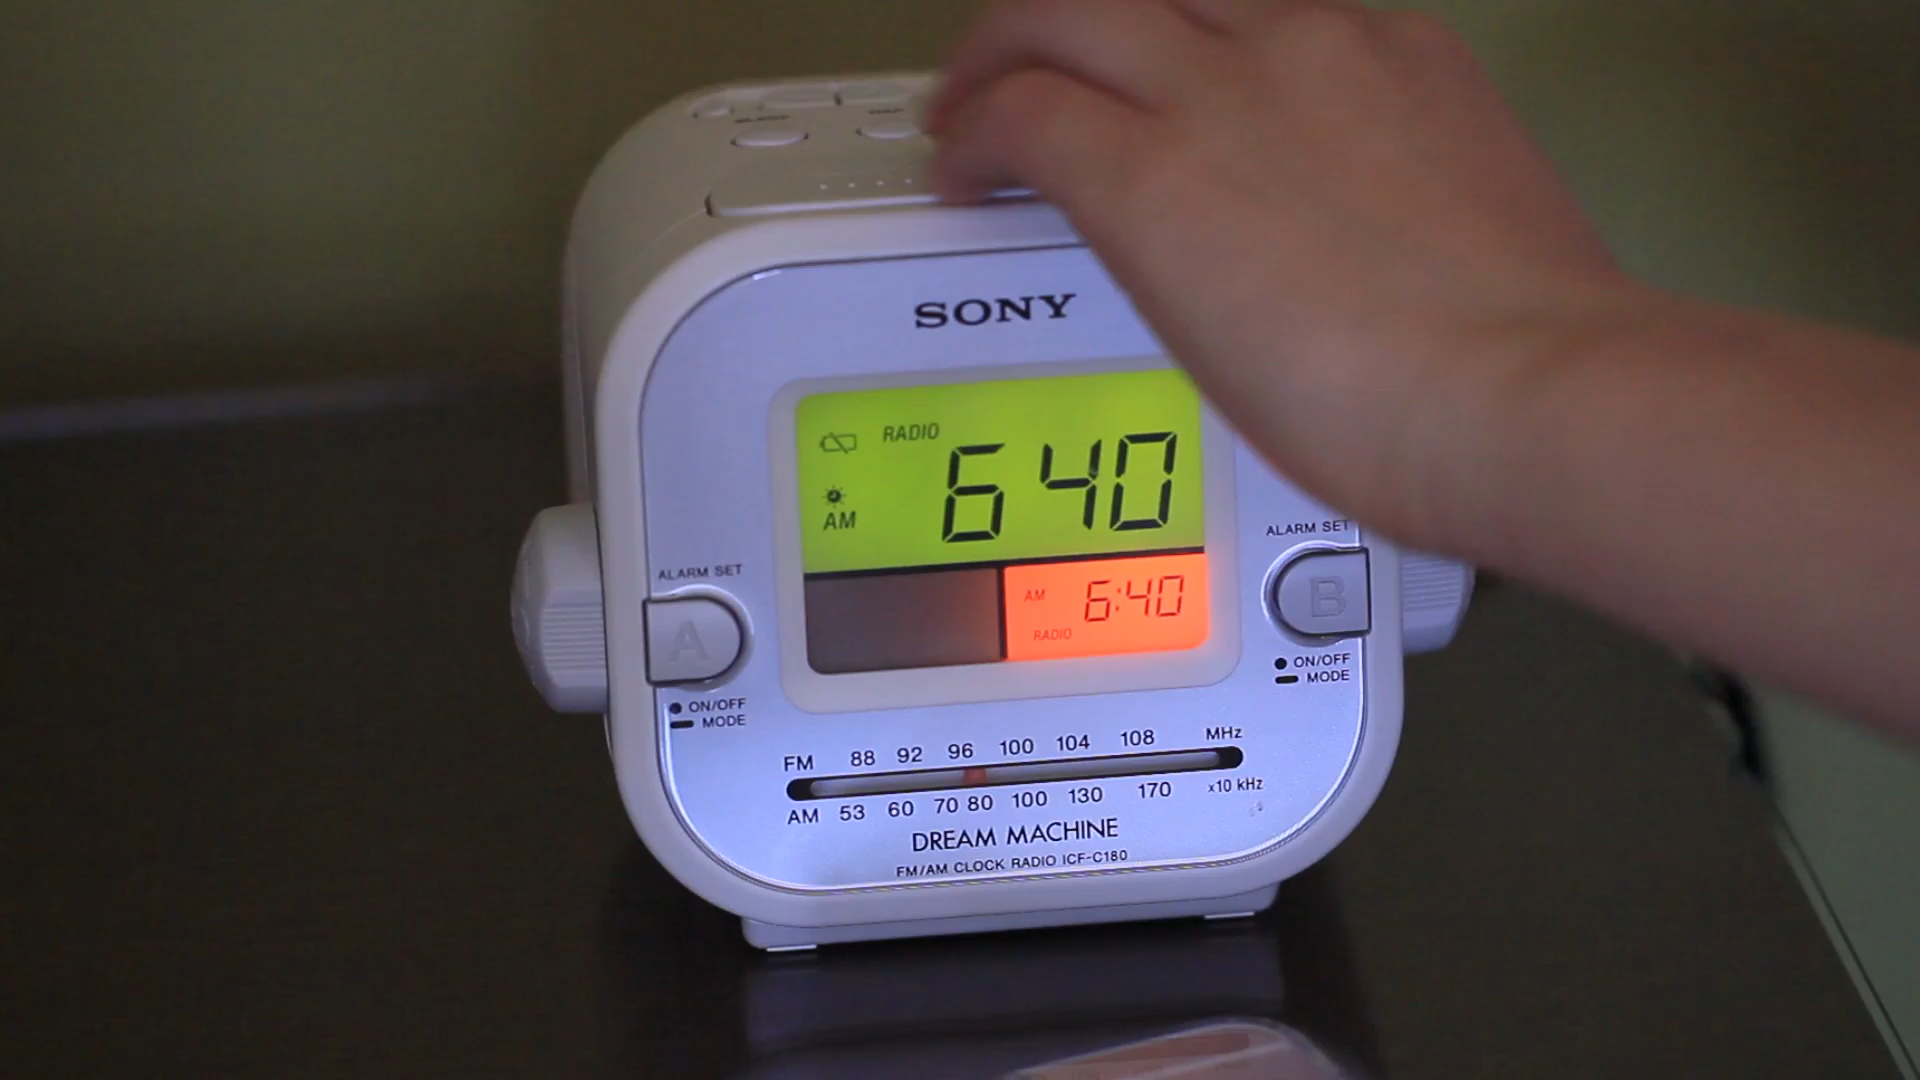 SONY
RADIO
AM
6 40
AM 6:40
RADIO
ALARM SET
A
ON/OFF
MODE
ALARM SET
B
ON/OFF
MODE
FM 88 92 96 100 104 108 MHz
AM 53 60 70 80 100 130 170 x10 kHz
DREAM MACHINE
FM/AM CLOCK RADIO ICF-C180